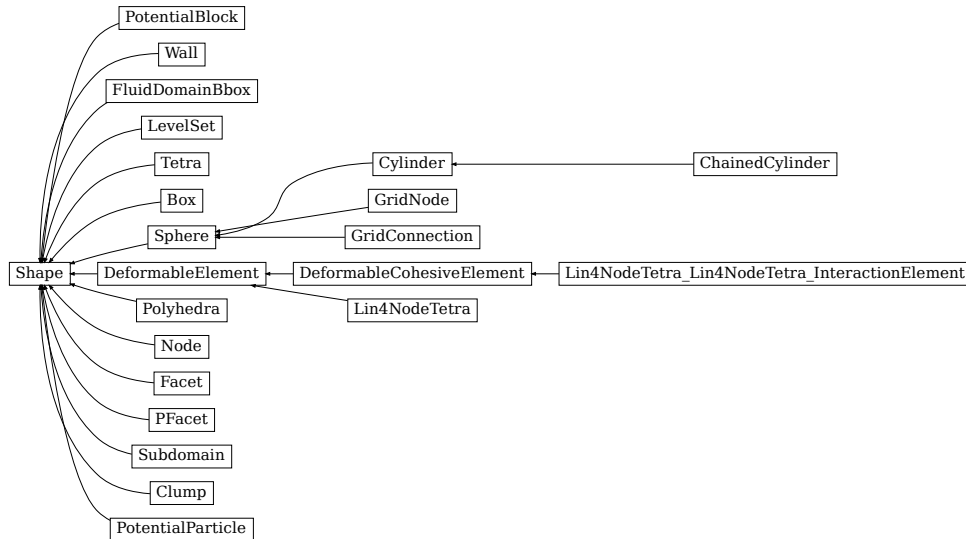 PotentialBlock
Wall
FluidDomainBbox
LevelSet
Tetra
Cylinder
ChainedCylinder
Box
GridNode
Sphere
GridConnection
Shape
DeformableElement
DeformableCohesiveElement
Lin4NodeTetra_Lin4NodeTetra_InteractionElement
Polyhedra
Lin4NodeTetra
Node
Facet
PFacet
Subdomain
Clump
PotentialParticle